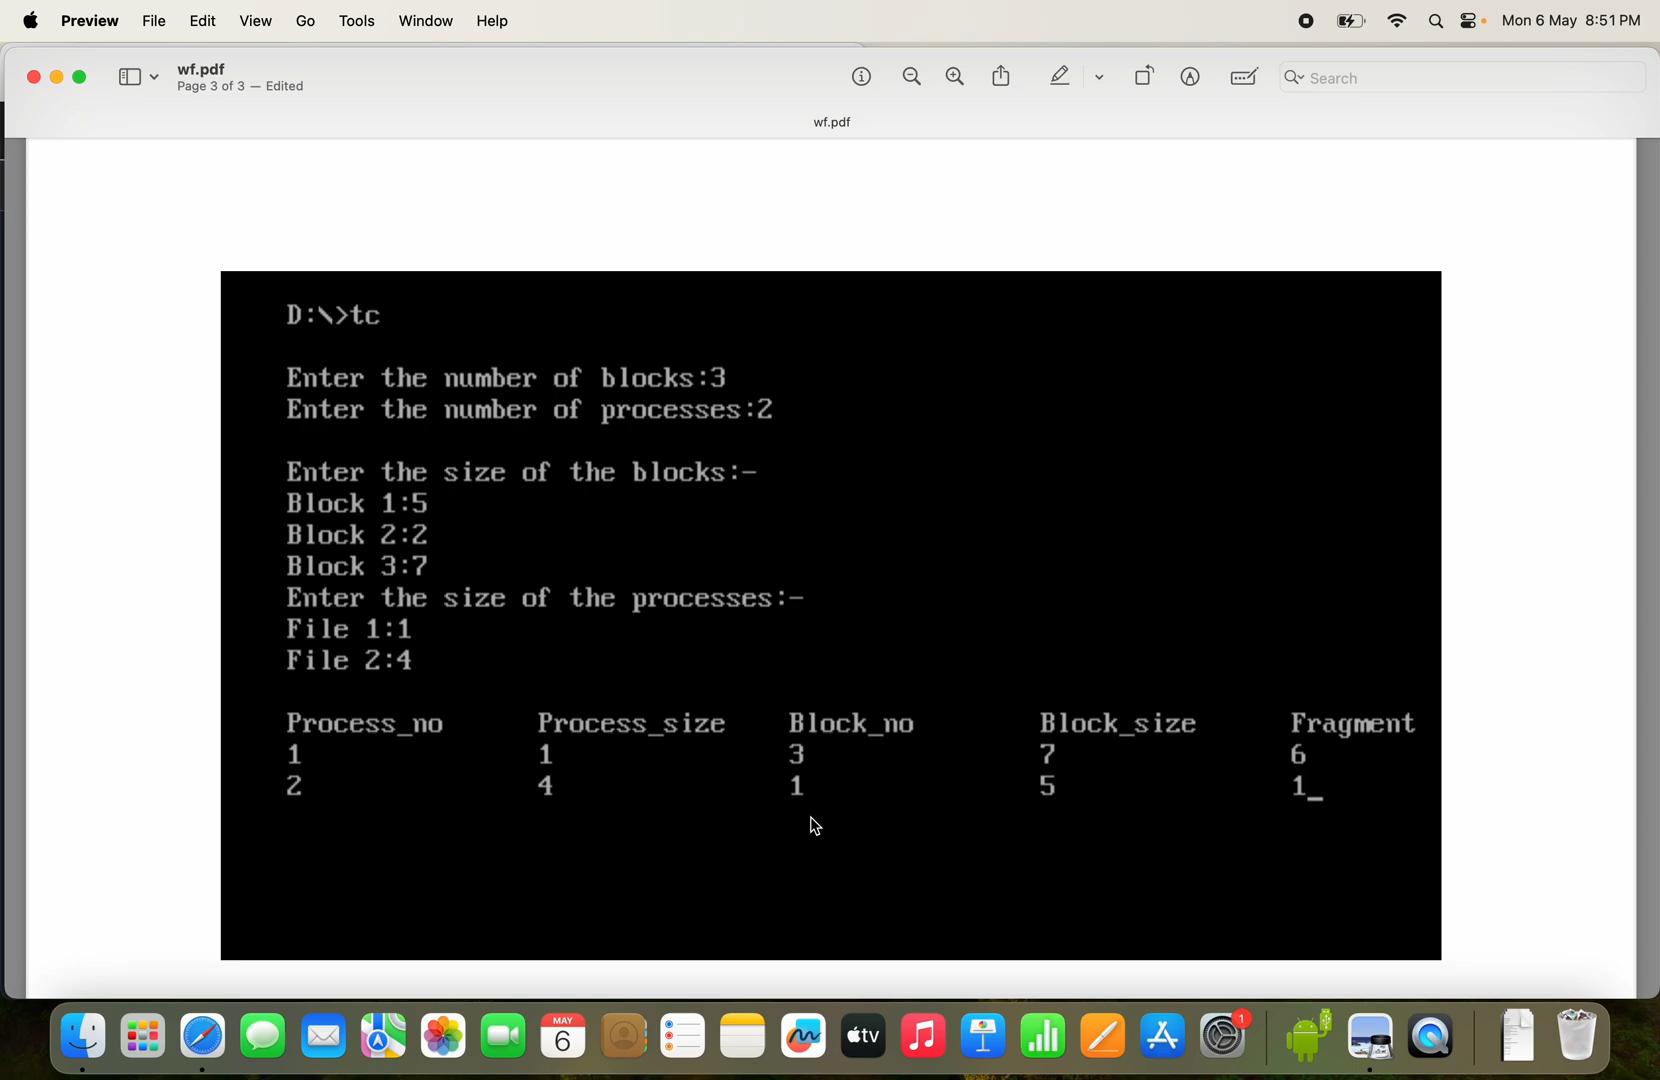 Preview File Edit View Go Tools Window Help Mon 6 May 8:51 PM
wf.pdf
Page 3 of 3 — Edited
Search
wf.pdf
D:\>tc
Enter the number of blocks:3
Enter the number of processes:2
Enter the size of the blocks:-
Block 1:5
Block 2:2
Block 3:7
Enter the size of the processes:-
File 1:1
File 2:4
Process_no Process_size Block_no Block_size Fragment
1 1 3 7 6
2 4 1 5 1_
MAY
6
tv
1